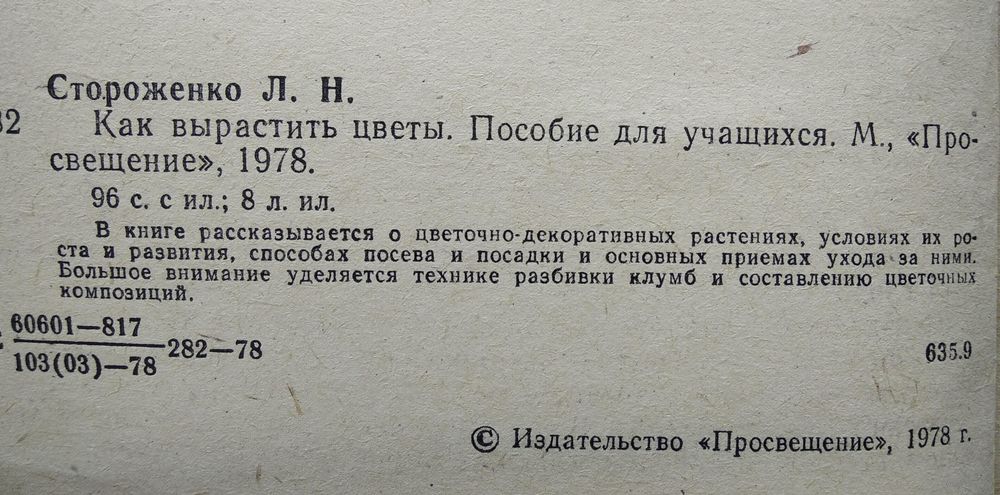 Стороженко Л. Н.
32 Как вырастить цветы. Пособие для учащихся. М., «Про-
свещение», 1978.
96 с. с ил.; 8 л. ил.
В книге рассказывается о цветочно-декоративных растениях, условиях их ро-
ста и развития, способах посева и посадки и основных приемах ухода за ними.
Большое внимание уделяется технике разбивки клумб и составлению цветочных
композиций.
60601—817
103(03)—78
282—78
635.9
© Издательство «Просвещение», 1978 г.